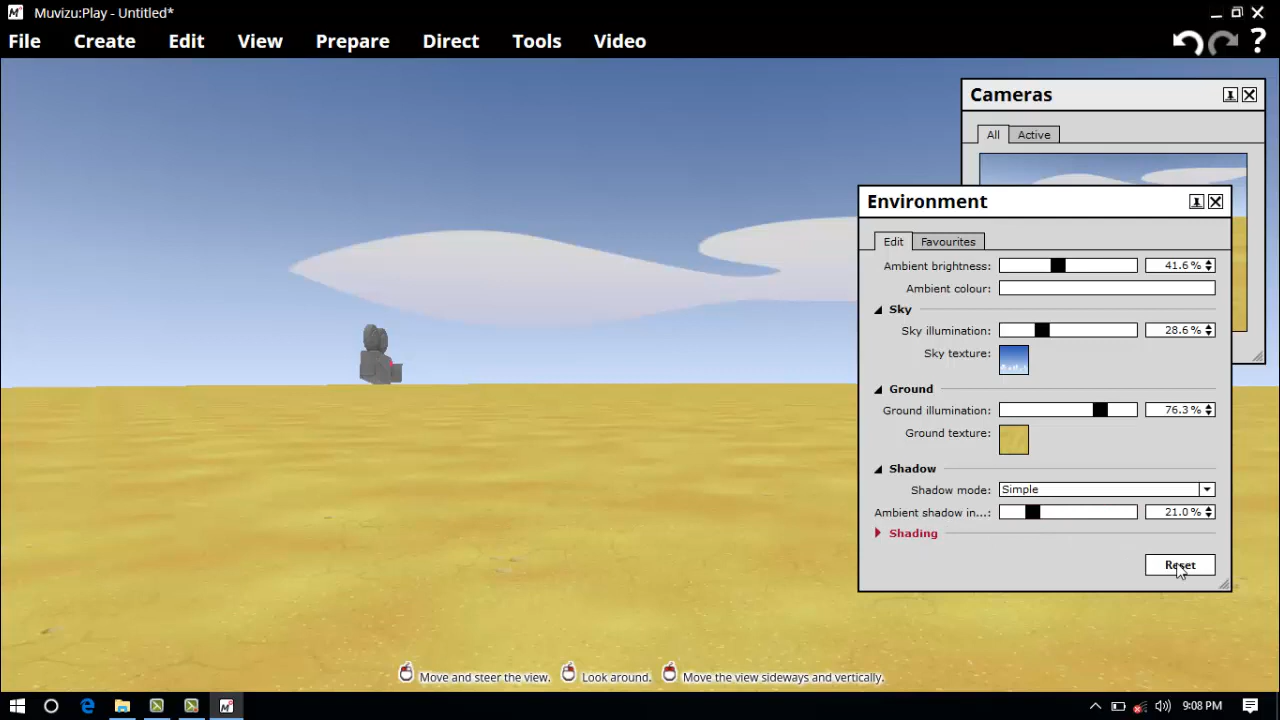 Muvizu:Play - Untitled*
File Create Edit View Prepare Direct Tools Video ?
Cameras
All Active
Environment
Edit Favourites
Ambient brightness: 41.6 %
Ambient colour:
Sky
Sky illumination: 28.6 %
Sky texture:
Ground
Ground illumination: 76.3 %
Ground texture:
Shadow
Shadow mode: Simple
Ambient shadow in...: 21.0 %
Shading
Reset
Move and steer the view. Look around. Move the view sideways and vertically.
9:08 PM